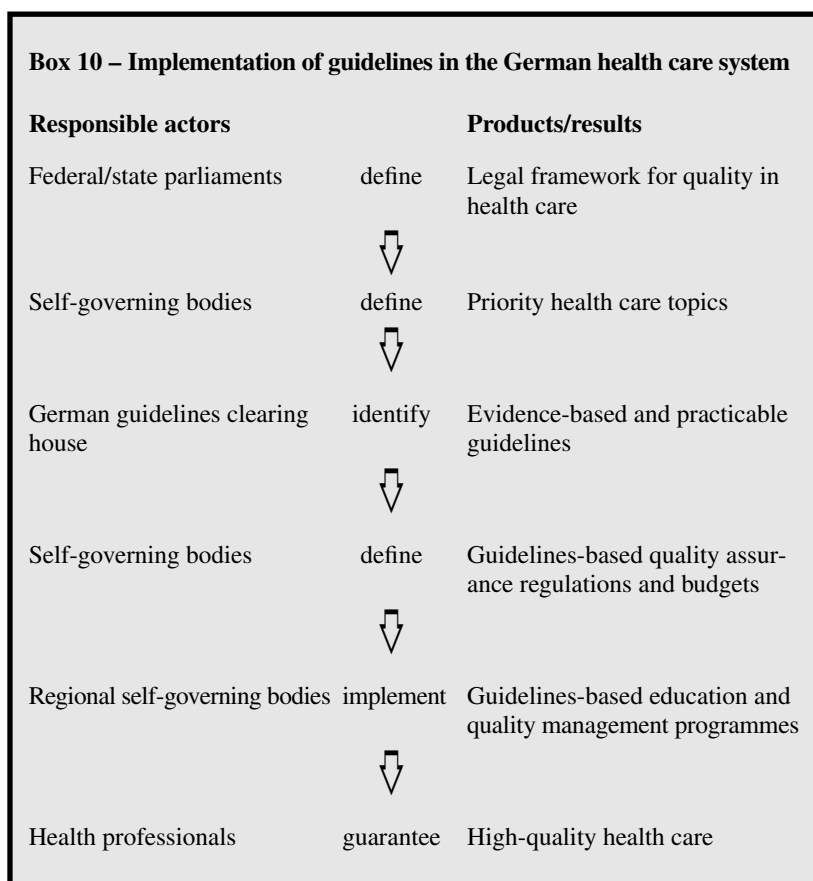 Box 10 – Implementation of guidelines in the German health care system
Responsible actors Products/results
Federal/state parliaments define Legal framework for quality in
health care
Self-governing bodies define Priority health care topics
German guidelines clearing identify Evidence-based and practicable
house guidelines
Self-governing bodies define Guidelines-based quality assur-
ance regulations and budgets
Regional self-governing bodies implement Guidelines-based education and
quality management programmes
Health professionals guarantee High-quality health care